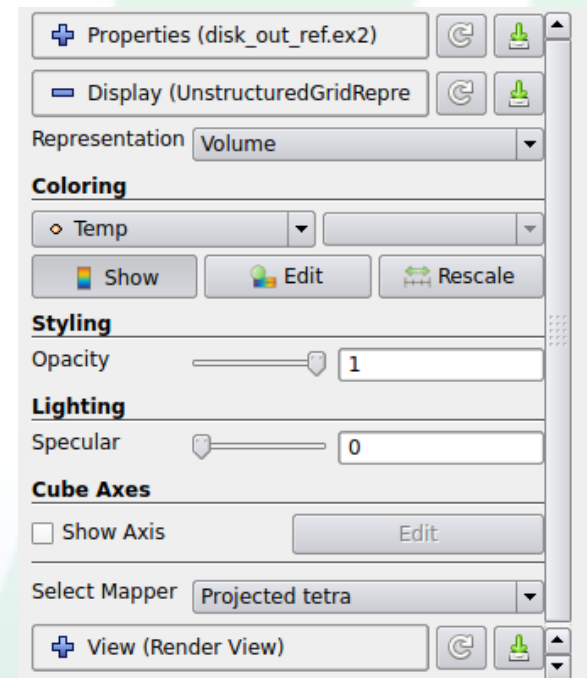 Properties (disk_out_ref.ex2)
Display (UnstructuredGridRepre
Representation Volume
Coloring
Temp
Show Edit Rescale
Styling
Opacity 1
Lighting
Specular 0
Cube Axes
Show Axis Edit
Select Mapper Projected tetra
View (Render View)